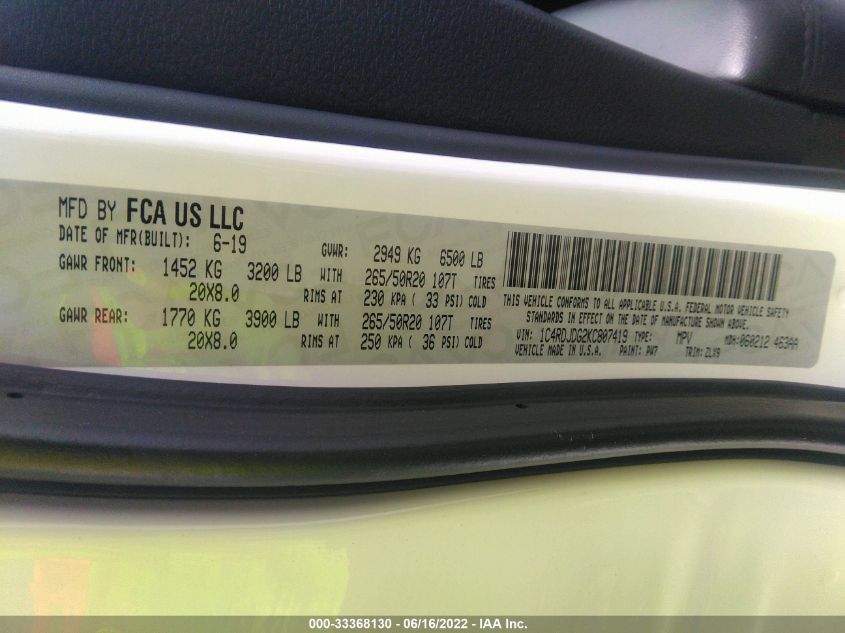 MFD BY FCA US LLC
DATE OF MFR(BUILT): 6-19 GVWR: 2949 KG 6500 LB
GAWR FRONT: 1452 KG 3200 LB WITH 265/50R20 107T TIRES
20X8.0 RIMS AT 230 KPA ( 33 PSI) COLD
GAWR REAR: 1770 KG 3900 LB WITH 265/50R20 107T TIRES
20X8.0 RIMS AT 250 KPA ( 36 PSI) COLD
THIS VEHICLE CONFORMS TO ALL APPLICABLE U.S.A. FEDERAL MOTOR VEHICLE SAFETY
STANDARDS IN EFFECT ON THE DATE OF MANUFACTURE SHOWN ABOVE.
VIN: 1C4RDJDG2KC807419 TYPE: MPV MDH: 060212 463AA
VEHICLE MADE IN U.S.A. PAINT: PW7 TRIM: ZLX9
000-33368130 - 06/16/2022 - IAA Inc.